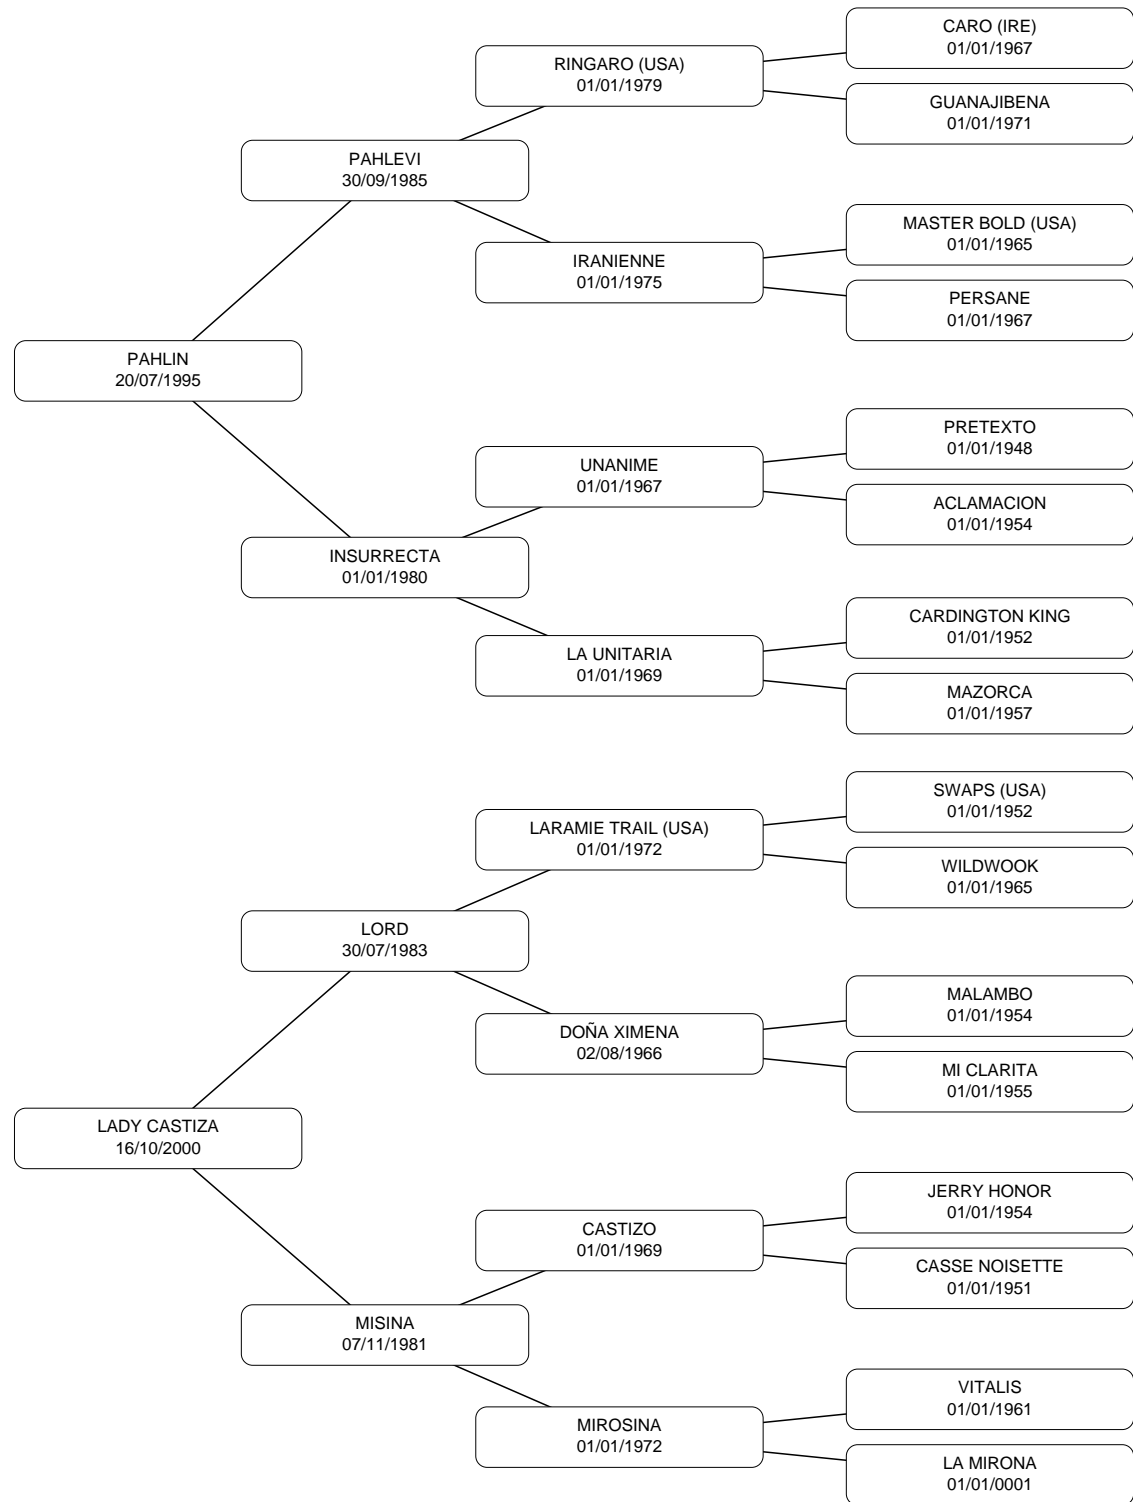 CARO (IRE)
01/01/1967
RINGARO (USA)
01/01/1979
GUANAJIBENA
01/01/1971
PAHLEVI
30/09/1985
MASTER BOLD (USA)
01/01/1965
IRANIENNE
01/01/1975
PERSANE
01/01/1967
PAHLIN
20/07/1995
PRETEXTO
01/01/1948
UNANIME
01/01/1967
ACLAMACION
01/01/1954
INSURRECTA
01/01/1980
CARDINGTON KING
01/01/1952
LA UNITARIA
01/01/1969
MAZORCA
01/01/1957
SWAPS (USA)
01/01/1952
LARAMIE TRAIL (USA)
01/01/1972
WILDWOOK
01/01/1965
LORD
30/07/1983
MALAMBO
01/01/1954
DOÑA XIMENA
02/08/1966
MI CLARITA
01/01/1955
LADY CASTIZA
16/10/2000
JERRY HONOR
01/01/1954
CASTIZO
01/01/1969
CASSE NOISETTE
01/01/1951
MISINA
07/11/1981
VITALIS
01/01/1961
MIROSINA
01/01/1972
LA MIRONA
01/01/0001